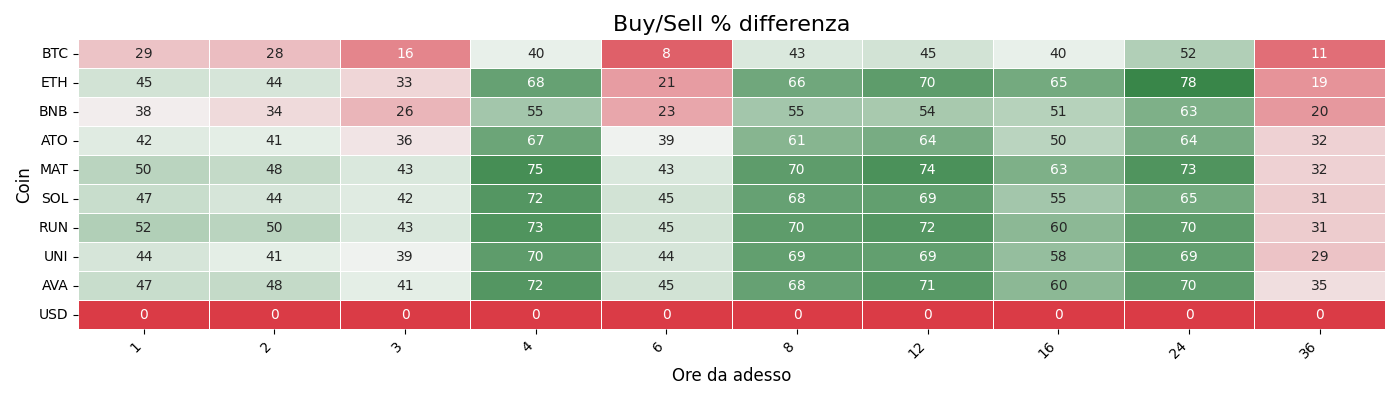 Buy/Sell % differenza
Coin
BTC 29 28 16 40 8 43 45 40 52 11
ETH 45 44 33 68 21 66 70 65 78 19
BNB 38 34 26 55 23 55 54 51 63 20
ATO 42 41 36 67 39 61 64 50 64 32
MAT 50 48 43 75 43 70 74 63 73 32
SOL 47 44 42 72 45 68 69 55 65 31
RUN 52 50 43 73 45 70 72 60 70 31
UNI 44 41 39 70 44 69 69 58 69 29
AVA 47 48 41 72 45 68 71 60 70 35
USD 0 0 0 0 0 0 0 0 0 0
1 2 3 4 6 8 12 16 24 36
Ore da adesso